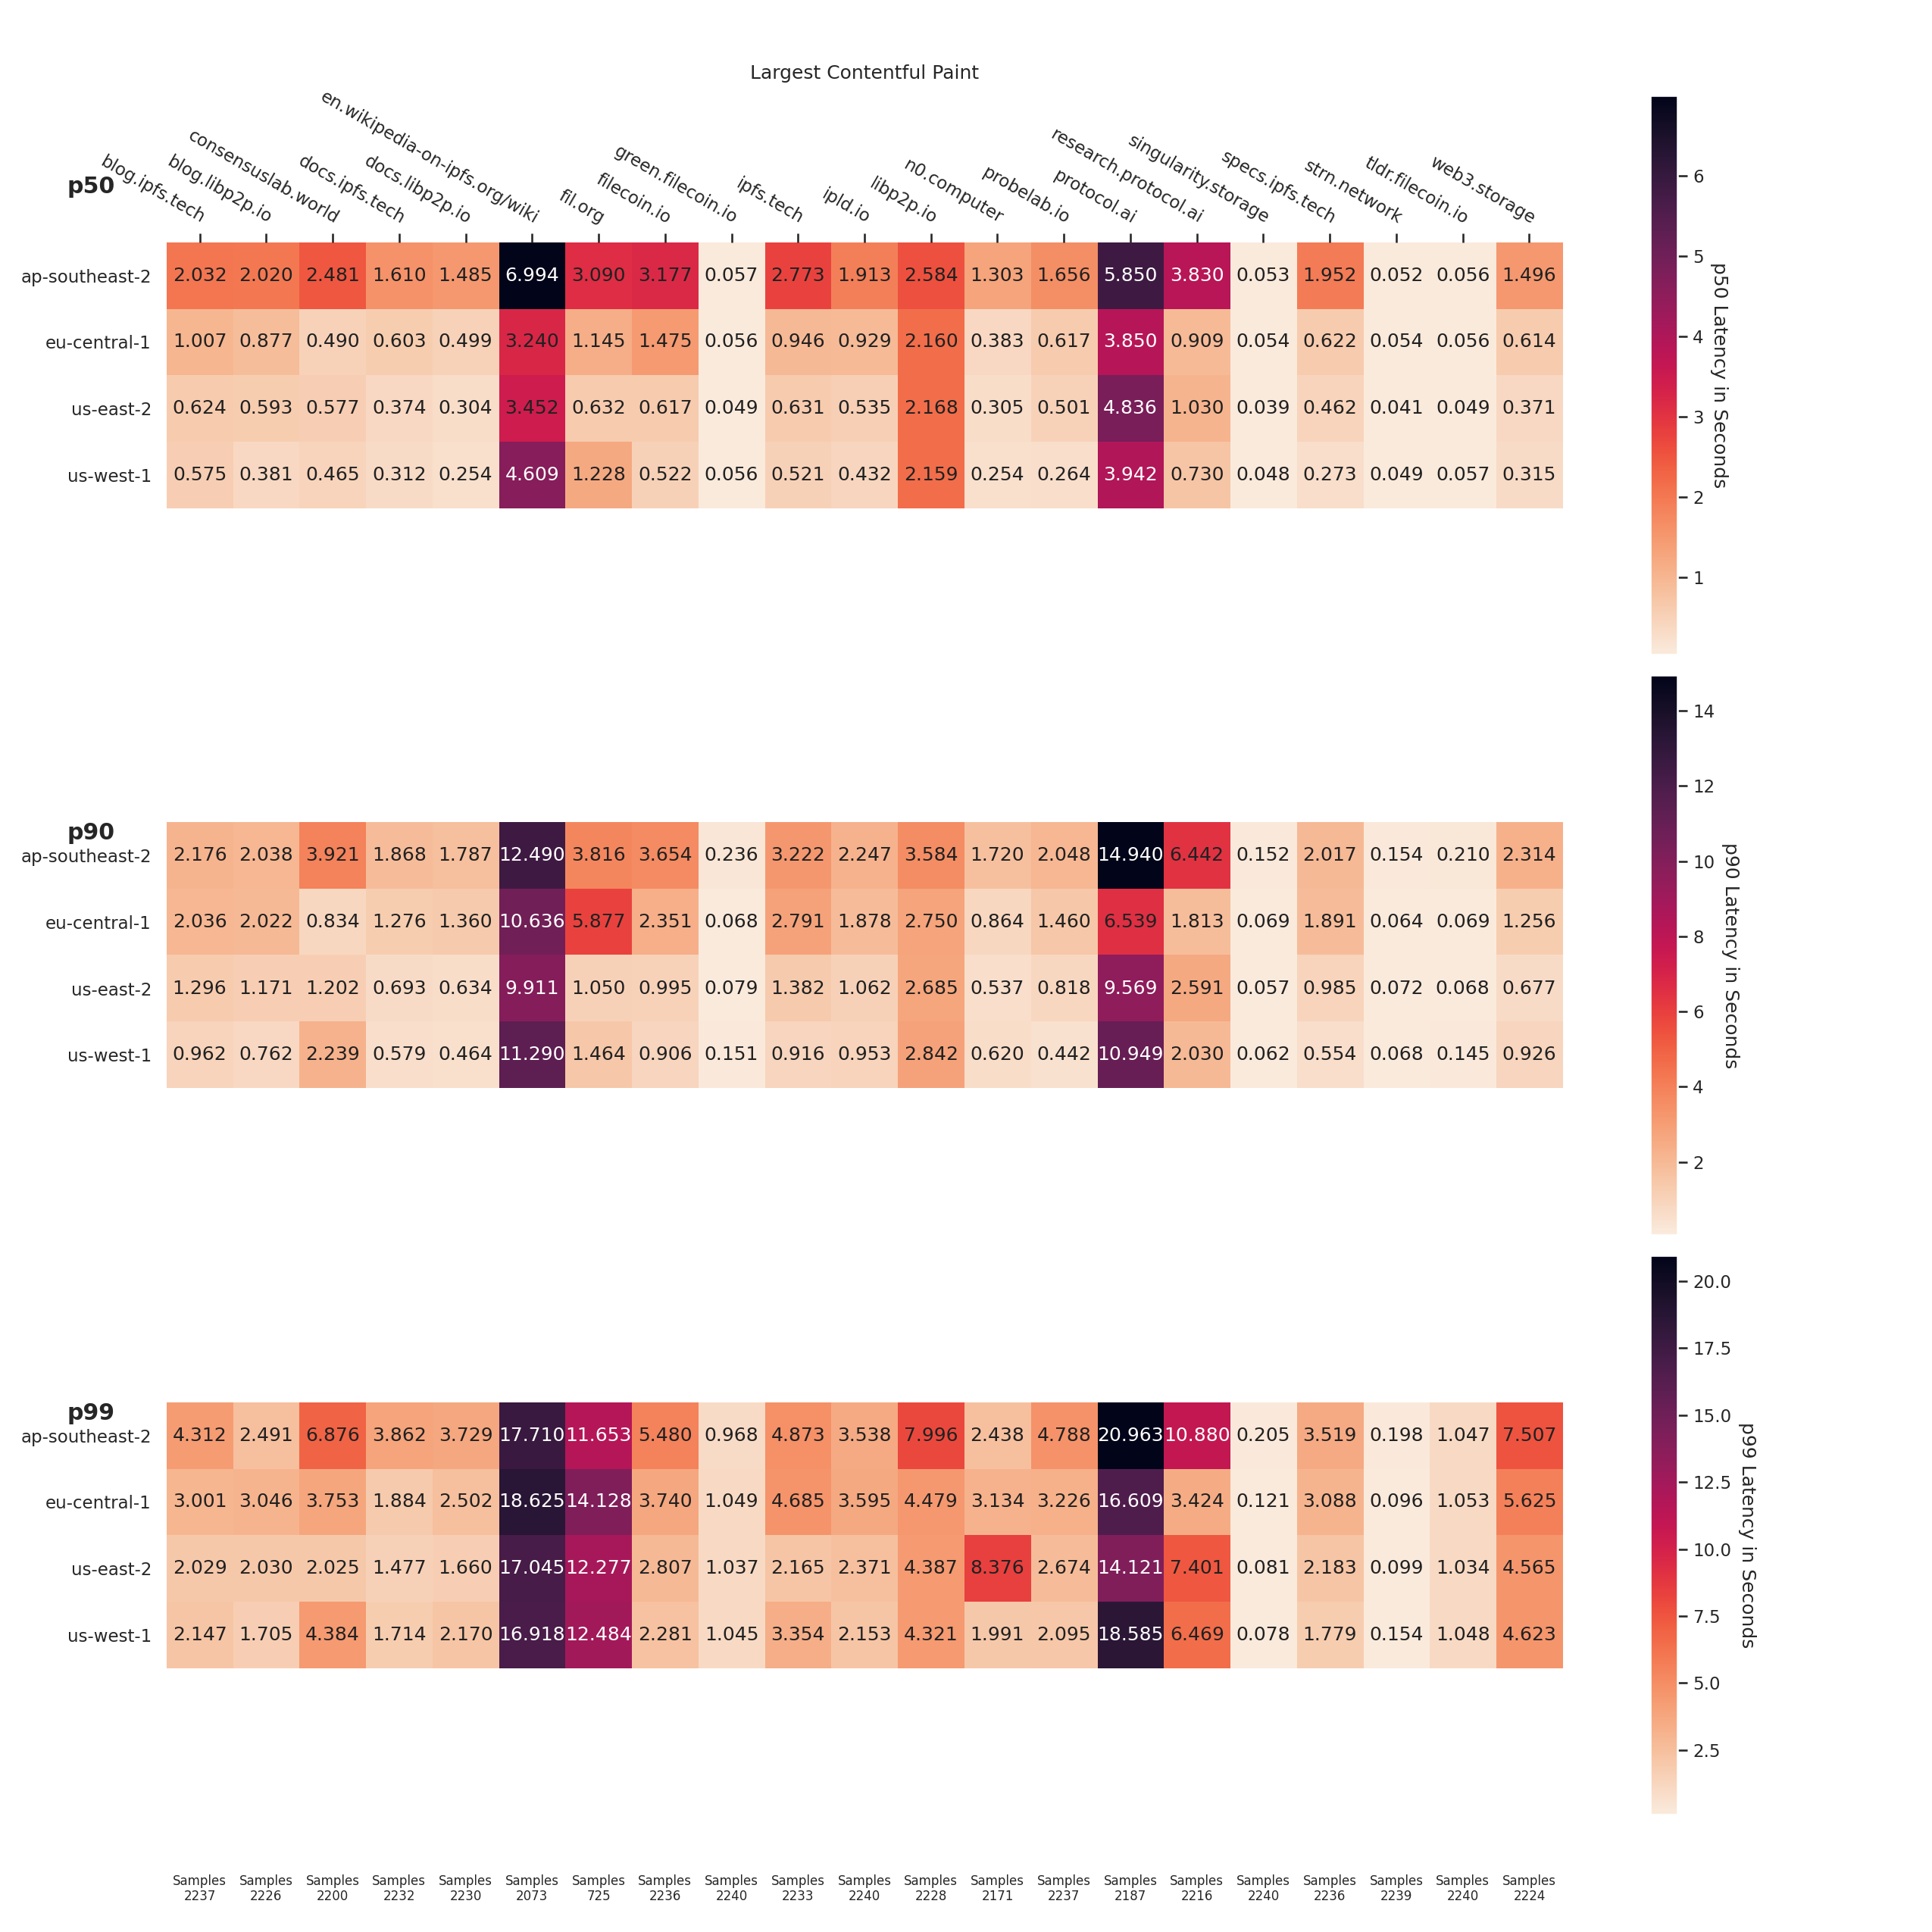 Largest Contentful Paint
blog.ipfs.tech
blog.libp2p.io
consensuslab.world
docs.ipfs.tech
docs.libp2p.io
en.wikipedia-on-ipfs.org/wiki
fil.org
filecoin.io
green.filecoin.io
ipfs.tech
ipld.io
libp2p.io
n0.computer
probelab.io
protocol.ai
research.protocol.ai
singularity.storage
specs.ipfs.tech
strn.network
tldr.filecoin.io
web3.storage
p50
ap-southeast-2 2.032 2.020 2.481 1.610 1.485 6.994 3.090 3.177 0.057 2.773 1.913 2.584 1.303 1.656 5.850 3.830 0.053 1.952 0.052 0.056 1.496
eu-central-1 1.007 0.877 0.490 0.603 0.499 3.240 1.145 1.475 0.056 0.946 0.929 2.160 0.383 0.617 3.850 0.909 0.054 0.622 0.054 0.056 0.614
us-east-2 0.624 0.593 0.577 0.374 0.304 3.452 0.632 0.617 0.049 0.631 0.535 2.168 0.305 0.501 4.836 1.030 0.039 0.462 0.041 0.049 0.371
us-west-1 0.575 0.381 0.465 0.312 0.254 4.609 1.228 0.522 0.056 0.521 0.432 2.159 0.254 0.264 3.942 0.730 0.048 0.273 0.049 0.057 0.315
6
5
4
3
2
1
p50 Latency in Seconds
p90
ap-southeast-2 2.176 2.038 3.921 1.868 1.787 12.490 3.816 3.654 0.236 3.222 2.247 3.584 1.720 2.048 14.940 6.442 0.152 2.017 0.154 0.210 2.314
eu-central-1 2.036 2.022 0.834 1.276 1.360 10.636 5.877 2.351 0.068 2.791 1.878 2.750 0.864 1.460 6.539 1.813 0.069 1.891 0.064 0.069 1.256
us-east-2 1.296 1.171 1.202 0.693 0.634 9.911 1.050 0.995 0.079 1.382 1.062 2.685 0.537 0.818 9.569 2.591 0.057 0.985 0.072 0.068 0.677
us-west-1 0.962 0.762 2.239 0.579 0.464 11.290 1.464 0.906 0.151 0.916 0.953 2.842 0.620 0.442 10.949 2.030 0.062 0.554 0.068 0.145 0.926
14
12
10
8
6
4
2
p90 Latency in Seconds
p99
ap-southeast-2 4.312 2.491 6.876 3.862 3.729 17.710 11.653 5.480 0.968 4.873 3.538 7.996 2.438 4.788 20.963 10.880 0.205 3.519 0.198 1.047 7.507
eu-central-1 3.001 3.046 3.753 1.884 2.502 18.625 14.128 3.740 1.049 4.685 3.595 4.479 3.134 3.226 16.609 3.424 0.121 3.088 0.096 1.053 5.625
us-east-2 2.029 2.030 2.025 1.477 1.660 17.045 12.277 2.807 1.037 2.165 2.371 4.387 8.376 2.674 14.121 7.401 0.081 2.183 0.099 1.034 4.565
us-west-1 2.147 1.705 4.384 1.714 2.170 16.918 12.484 2.281 1.045 3.354 2.153 4.321 1.991 2.095 18.585 6.469 0.078 1.779 0.154 1.048 4.623
20.0
17.5
15.0
12.5
10.0
7.5
5.0
2.5
p99 Latency in Seconds
Samples Samples Samples Samples Samples Samples Samples Samples Samples Samples Samples Samples Samples Samples Samples Samples Samples Samples Samples Samples Samples
2237 2226 2200 2232 2230 2073 725 2236 2240 2233 2240 2228 2171 2237 2187 2216 2240 2236 2239 2240 2224